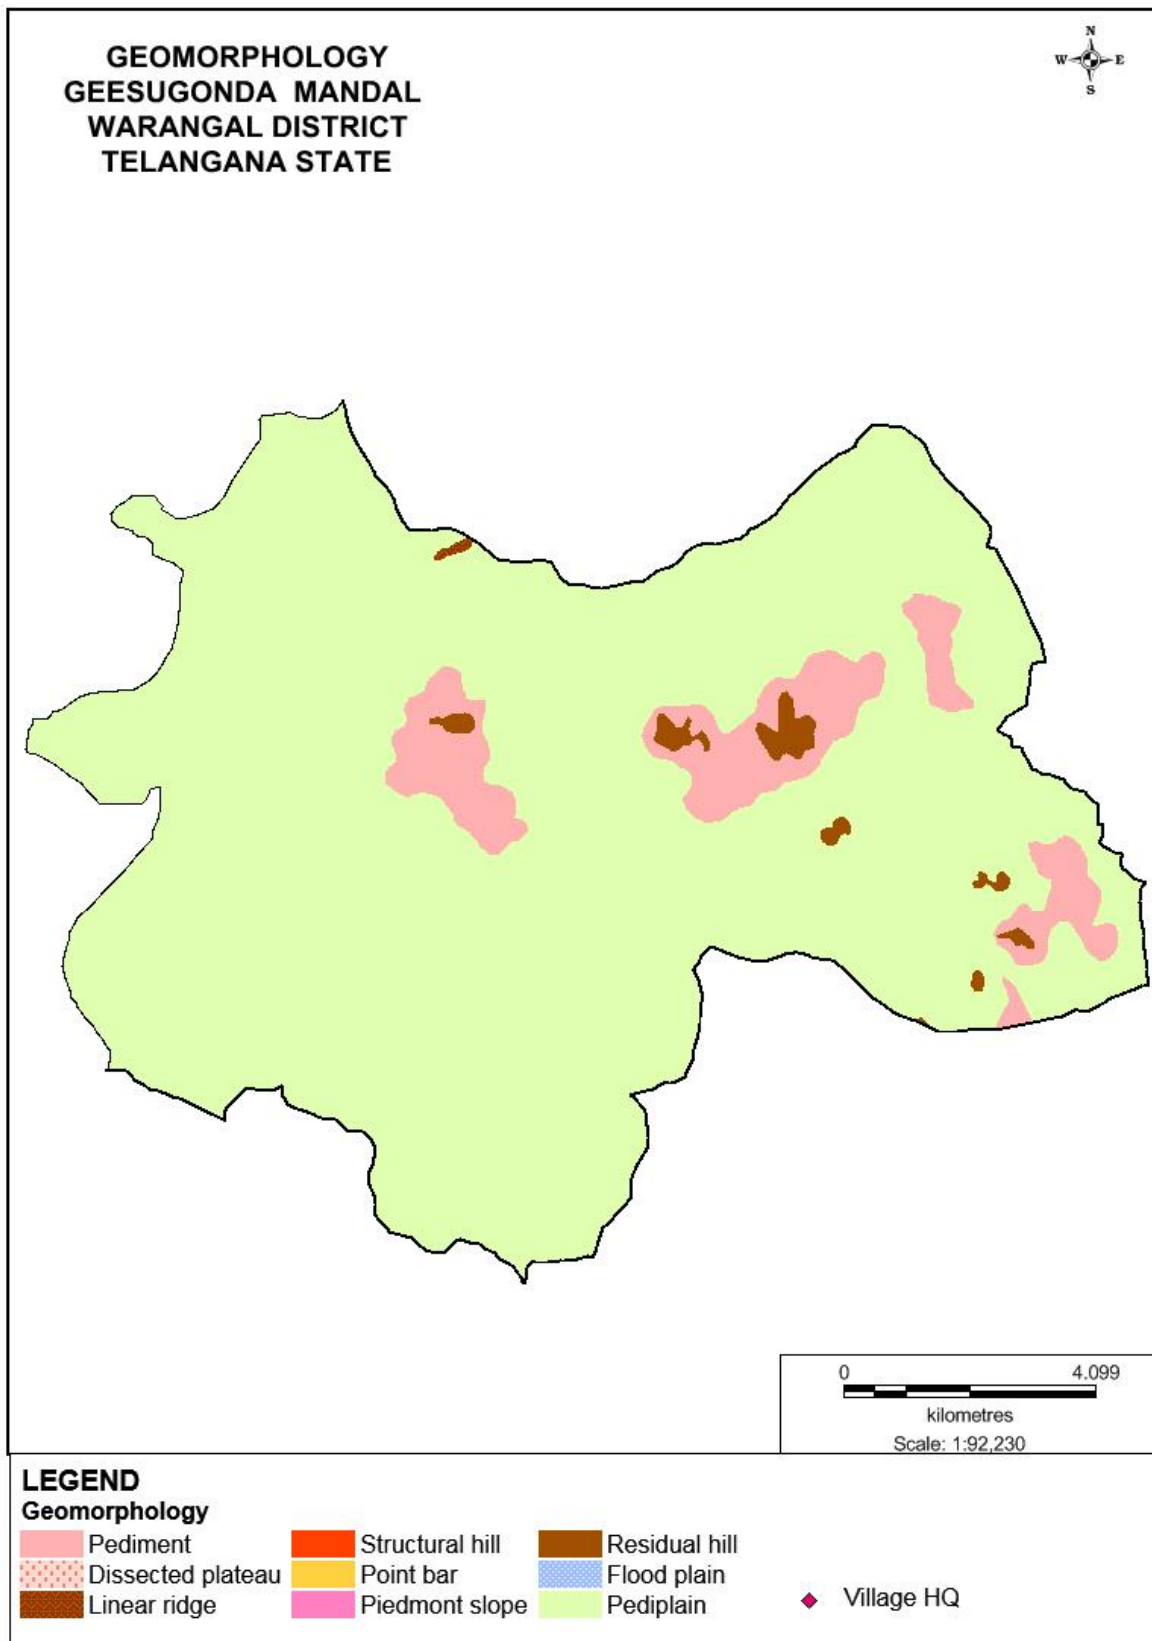 GEOMORPHOLOGY
GEESUGONDA MANDAL
WARANGAL DISTRICT
TELANGANA STATE
N
W E
S
0 4.099
kilometres
Scale: 1:92,230
LEGEND
Geomorphology
Pediment Structural hill Residual hill
Dissected plateau Point bar Flood plain
Linear ridge Piedmont slope Pediplain
Village HQ